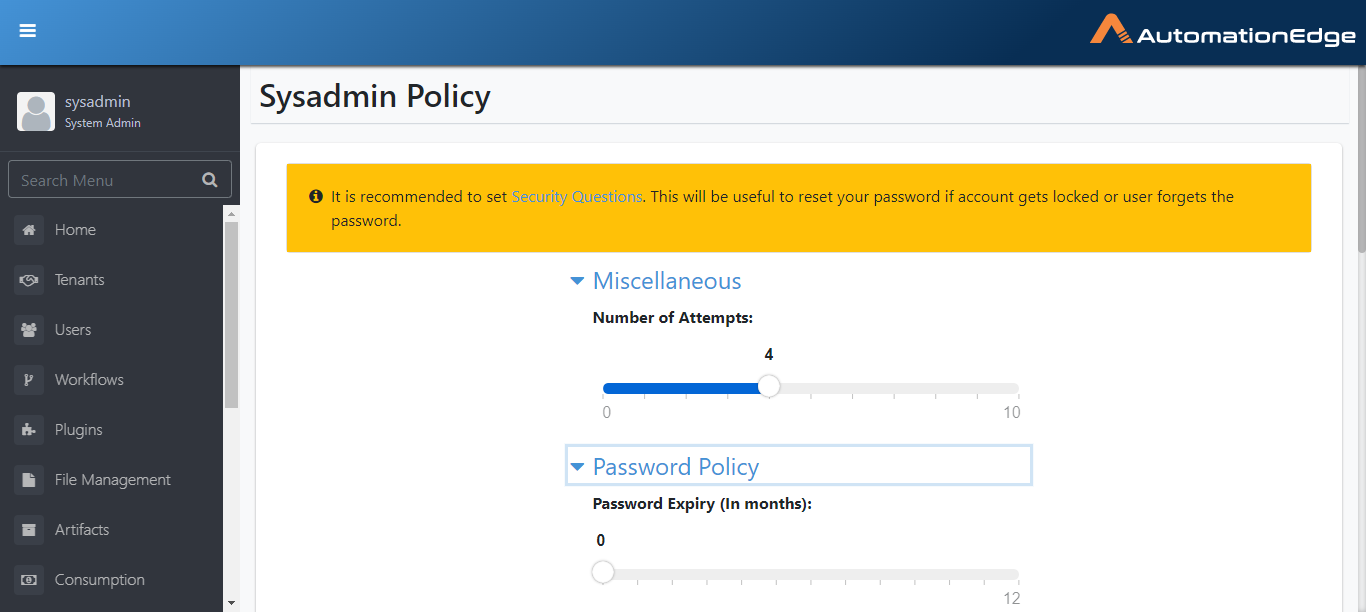 AutomationEdge
sysadmin
System Admin
Search Menu
Home
Tenants
Users
Workflows
Plugins
File Management
Artifacts
Consumption
Sysadmin Policy
It is recommended to set Security Questions. This will be useful to reset your password if account gets locked or user forgets the
password.
Miscellaneous
Number of Attempts:
4
0 10
Password Policy
Password Expiry (In months):
0
12